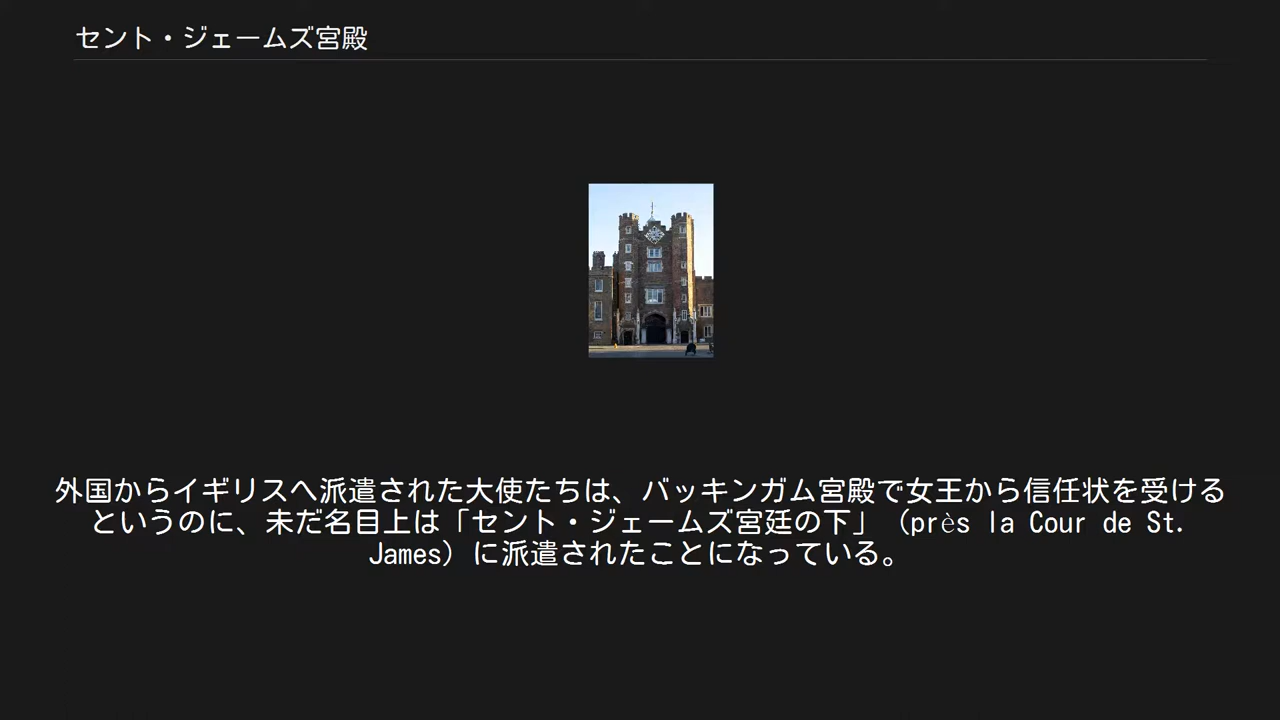 セント・ジェームズ宮殿
外国からイギリスへ派遣された大使たちは、バッキンガム宮殿で女王から信任状を受ける
というのに、未だ名目上は「セント・ジェームズ宮廷の下」（près la Cour de St.
James）に派遣されたことになっている。